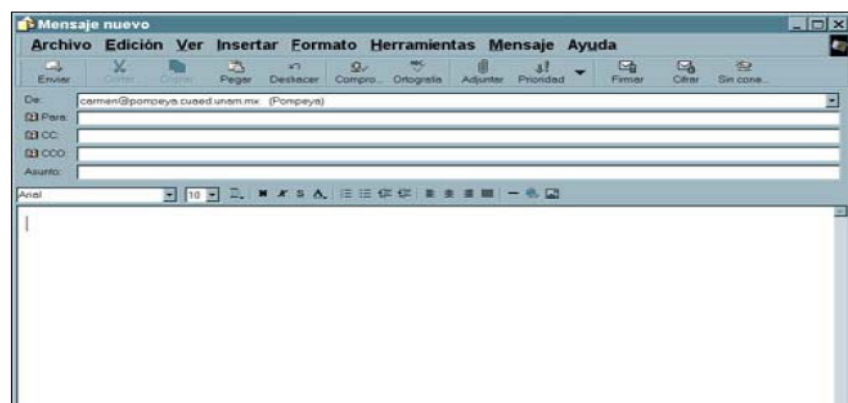 Mensaje nuevo
Archivo Edición Ver Insertar Formato Herramientas Mensaje Ayuda
Enviar Cortar Copiar Pegar Deshacer Compro... Ortografía Adjuntar Prioridad Firmar Cifrar Sin cone...
De: carmen@pompeya.cuaed.unam.mx (Pompeya)
Para:
CC:
CCO:
Asunto:
Arial 10 N K S A